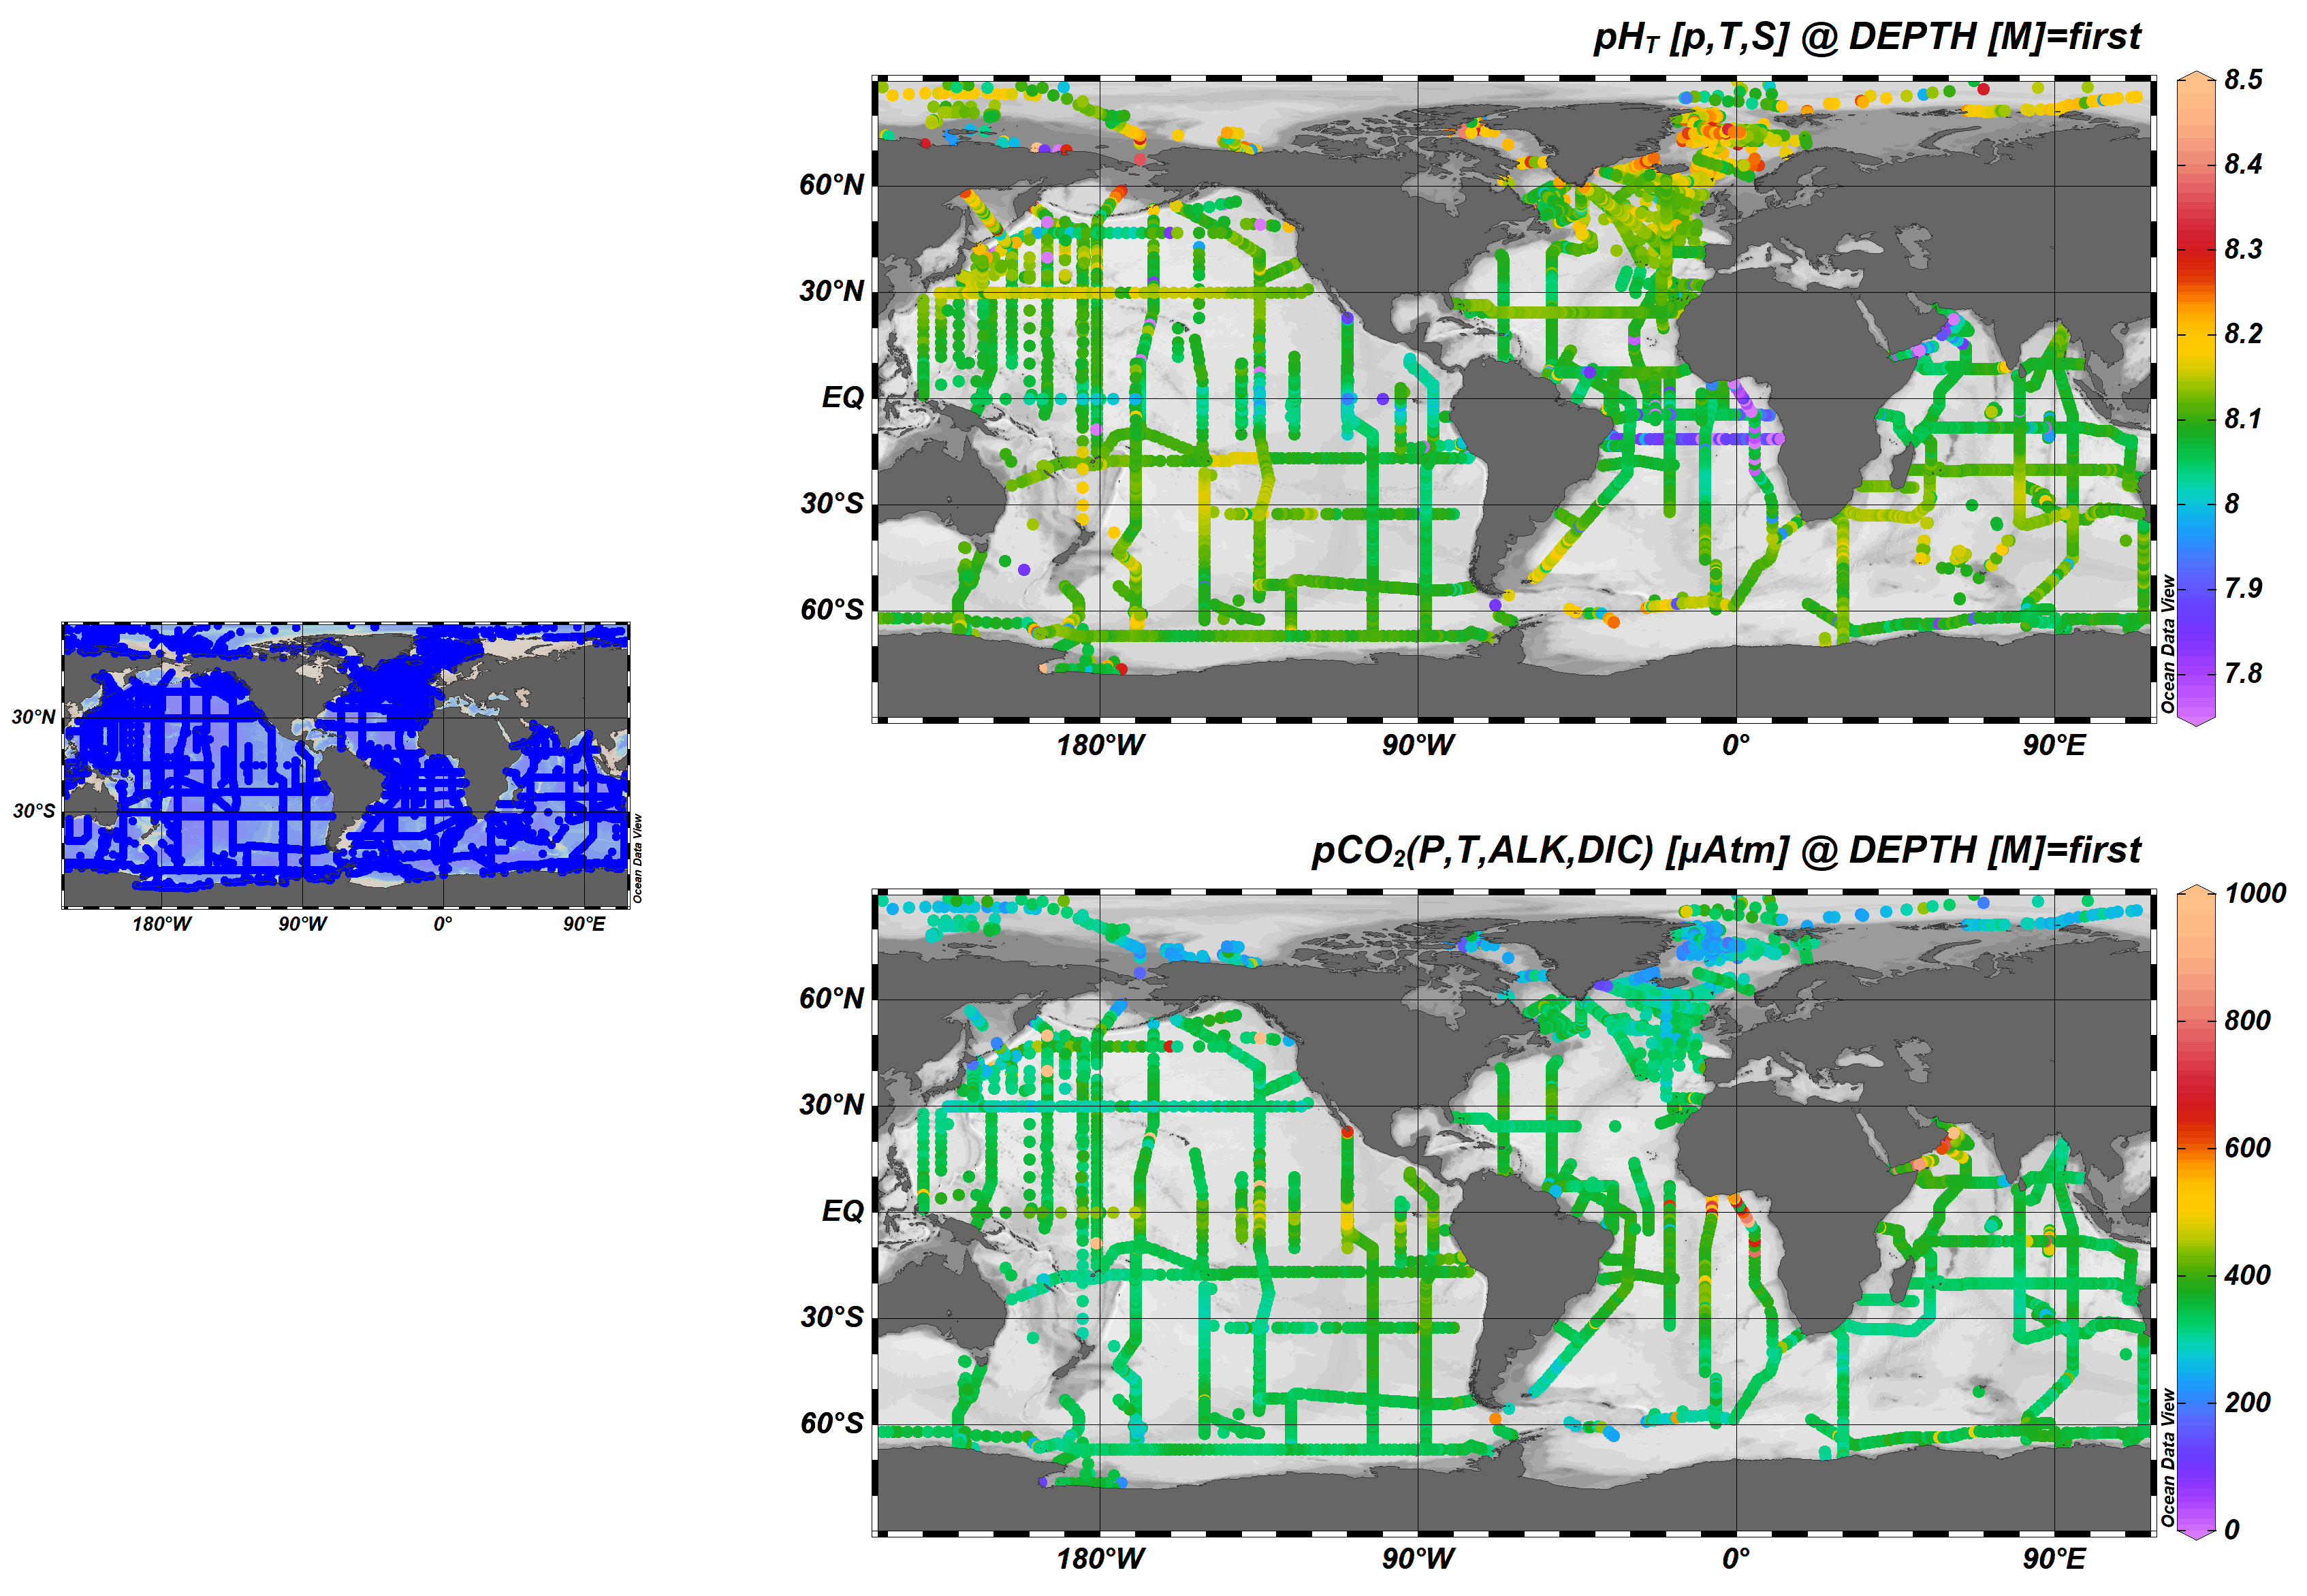 pH_T [p,T,S] @ DEPTH [M]=first
60°N
30°N
EQ
30°S
60°S
180°W 90°W 0° 90°E
8.5
8.4
8.3
8.2
8.1
8
7.9
7.8
Ocean Data View
30°N
30°S
180°W 90°W 0° 90°E
Ocean Data View
pCO₂(P,T,ALK,DIC) [µAtm] @ DEPTH [M]=first
60°N
30°N
EQ
30°S
60°S
180°W 90°W 0° 90°E
1000
800
600
400
200
0
Ocean Data View